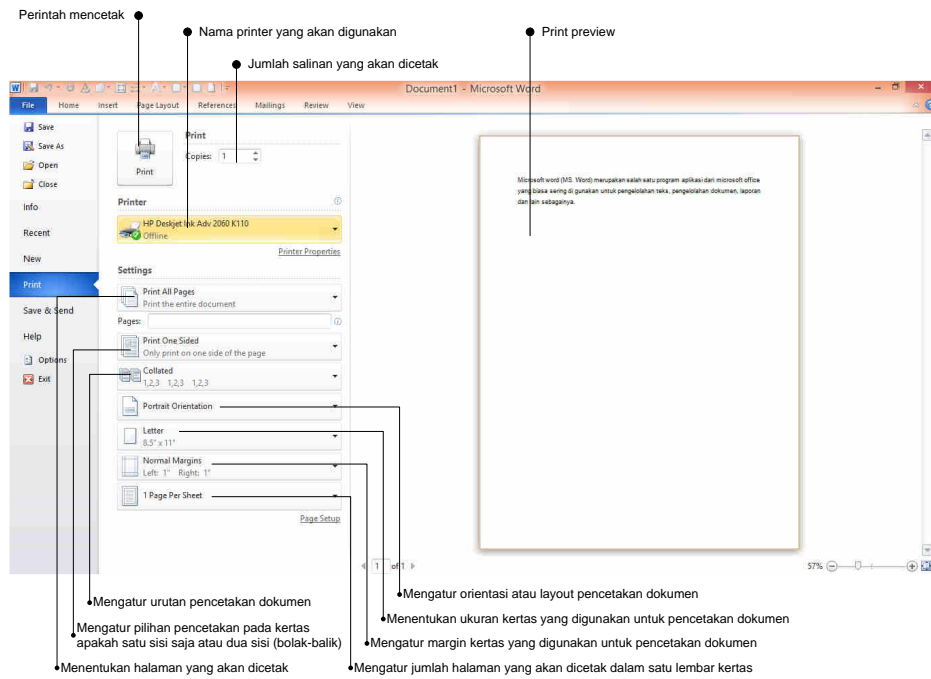 Perintah mencetak
Nama printer yang akan digunakan
Print preview
Jumlah salinan yang akan dicetak
Document1 - Microsoft Word
File Home Insert Page Layout References Mailings Review View
Save
Save As
Open
Close
Info
Recent
New
Print
Save & Send
Help
Options
Exit
Print
Print
Copies: 1
Printer
HP Deskjet Ink Adv 2060 K110
Offline
Printer Properties
Settings
Print All Pages
Print the entire document
Pages:
Print One Sided
Only print on one side of the page
Collated
1,2,3 1,2,3 1,2,3
Portrait Orientation
Letter
8.5" x 11"
Normal Margins
Left: 1" Right: 1"
1 Page Per Sheet
Page Setup
Microsoft word (MS. Word) merupakan salah satu program aplikasi dari microsoft office
yang biasa sering di gunakan untuk pengelolahan teks, pengelolahan dokumen, laporan
dan lain sebagainya.
1 of 1
57%
Mengatur orientasi atau layout pencetakan dokumen
Mengatur urutan pencetakan dokumen
Menentukan ukuran kertas yang digunakan untuk pencetakan dokumen
Mengatur pilihan pencetakan pada kertas
apakah satu sisi saja atau dua sisi (bolak-balik)
Mengatur margin kertas yang digunakan untuk pencetakan dokumen
Menentukan halaman yang akan dicetak
Mengatur jumlah halaman yang akan dicetak dalam satu lembar kertas